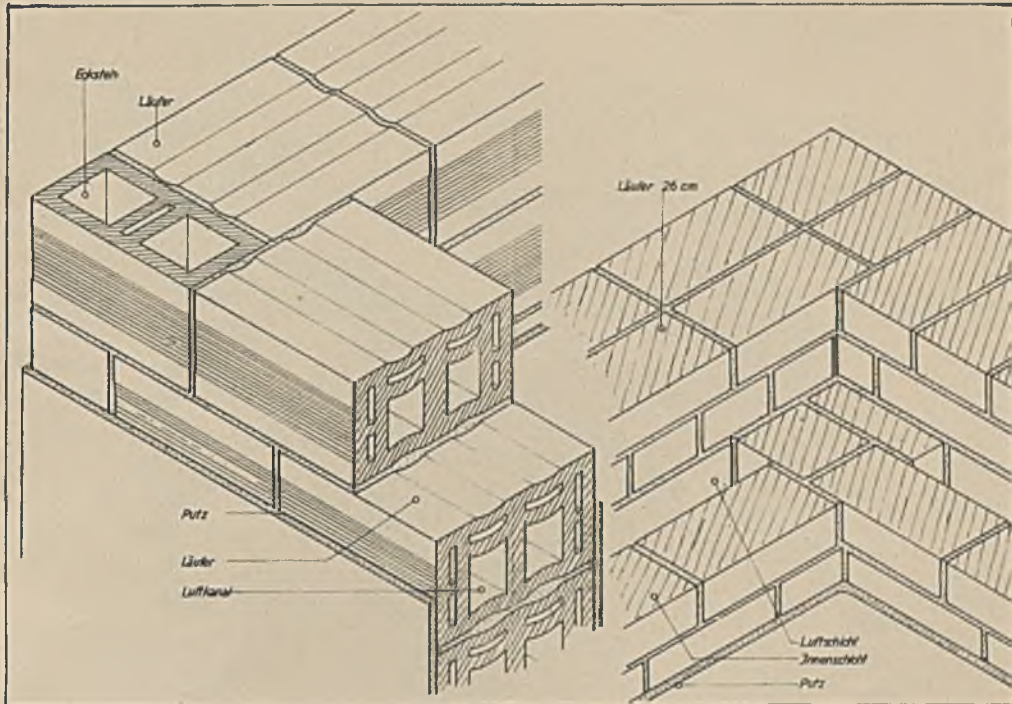 Eckstein
Läufer
Putz
Läufer
Luftkanal
Läufer 26 cm
Luftschicht
Innenschicht
Putz